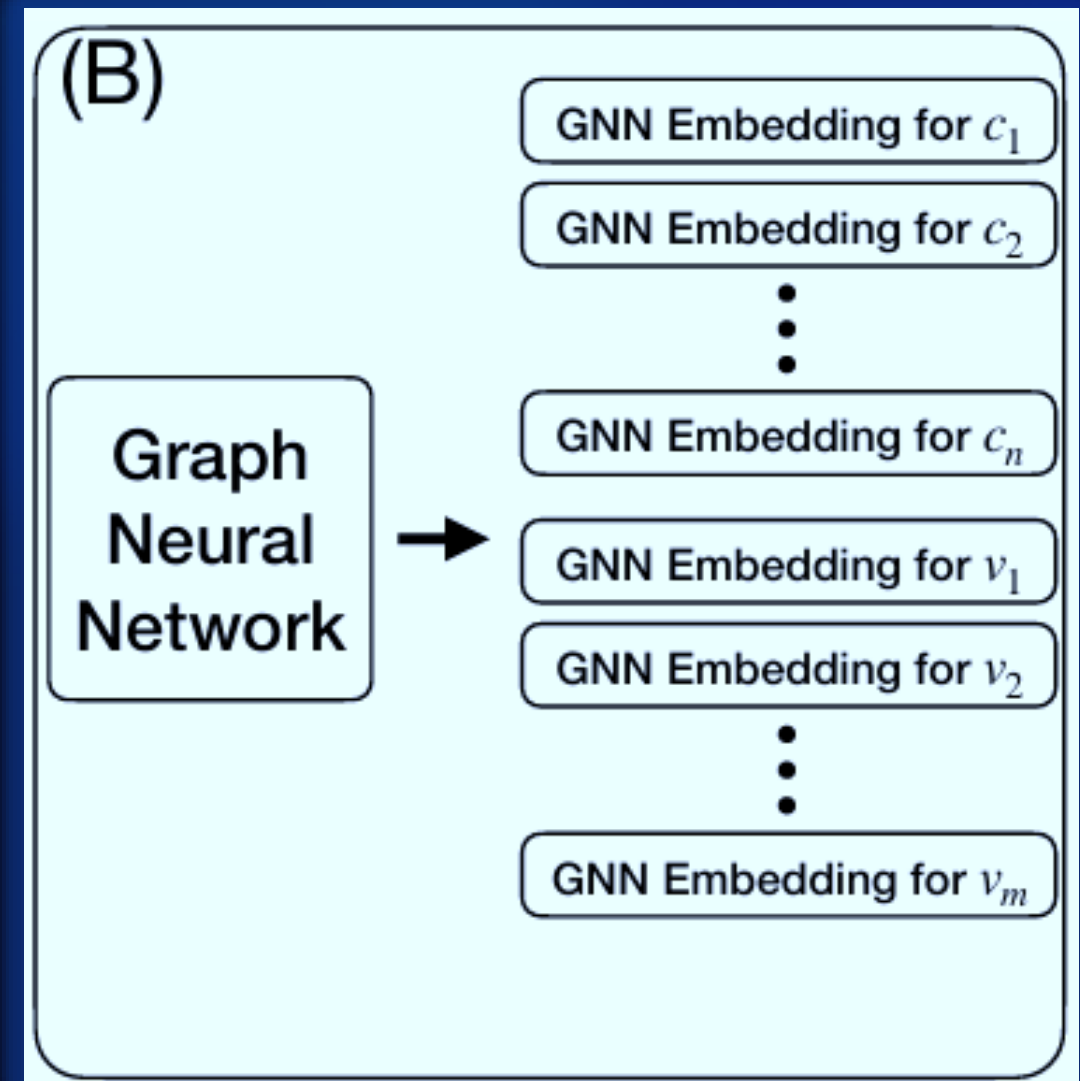 (B)
GNN Embedding for c₁
GNN Embedding for c₂
GNN Embedding for cₙ
Graph
Neural
Network
GNN Embedding for v₁
GNN Embedding for v₂
GNN Embedding for vₘ